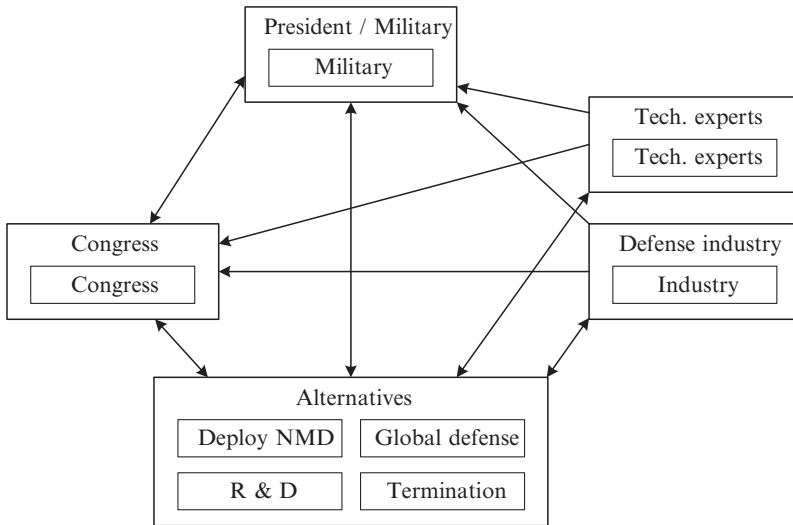 President / Military
Military
Tech. experts
Tech. experts
Congress
Congress
Defense industry
Industry
Alternatives
Deploy NMD
Global defense
R & D
Termination